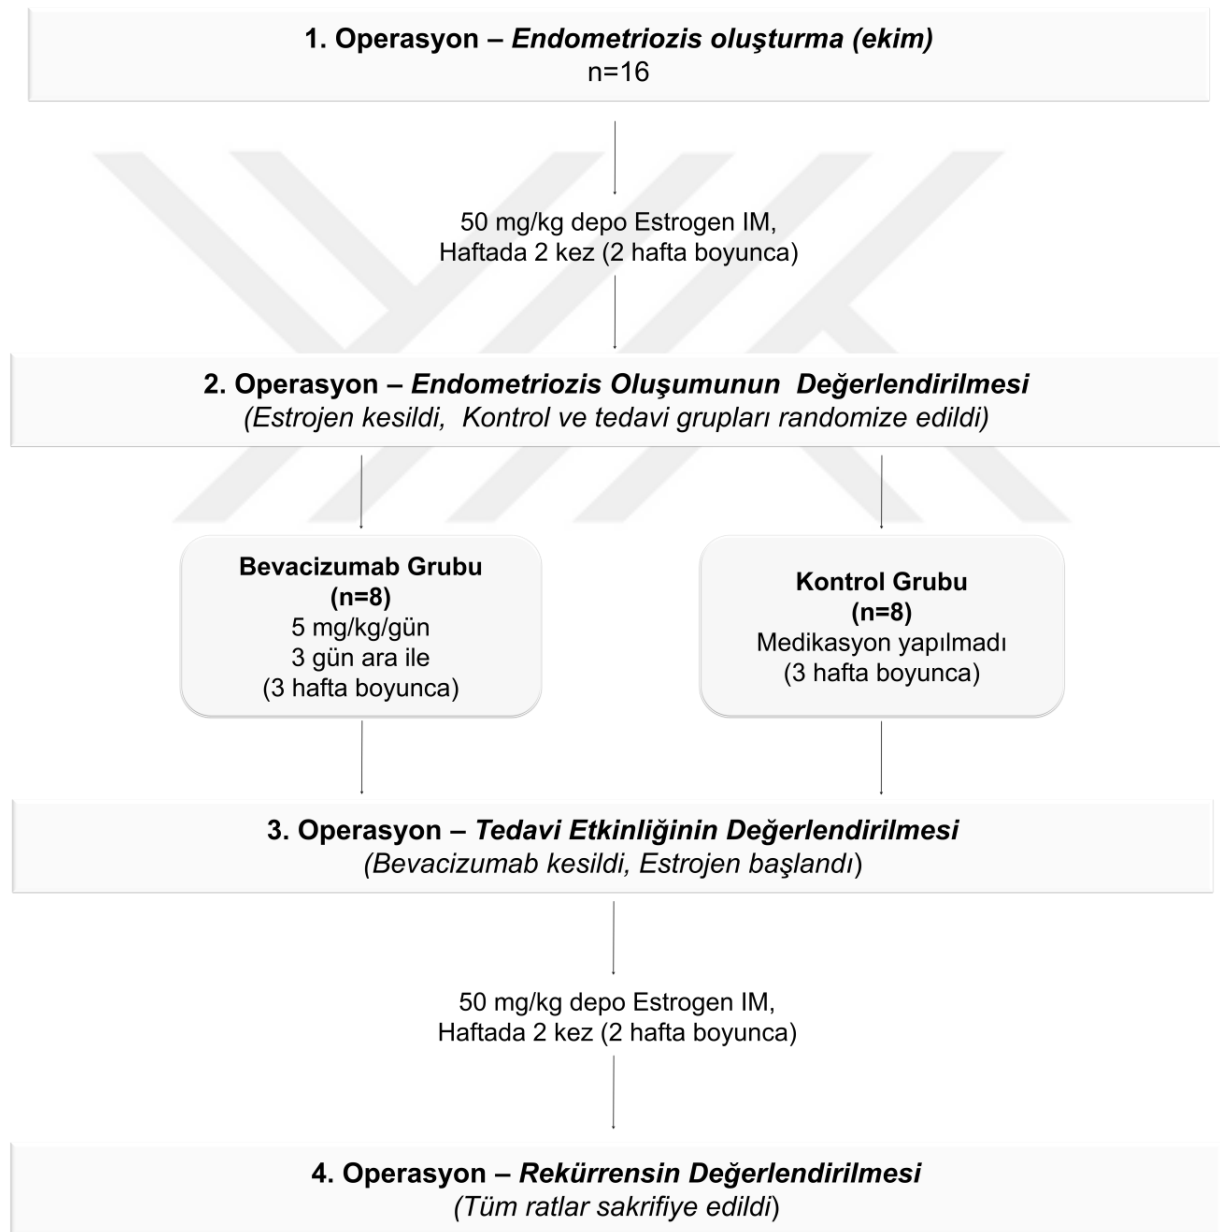 1. Operasyon – Endometriozis oluşturma (ekim)
n=16
50 mg/kg depo Estrogen IM,
Haftada 2 kez (2 hafta boyunca)
2. Operasyon – Endometriozis Oluşumunun Değerlendirilmesi
(Estrojen kesildi, Kontrol ve tedavi grupları randomize edildi)
Bevacizumab Grubu
(n=8)
5 mg/kg/gün
3 gün ara ile
(3 hafta boyunca)
Kontrol Grubu
(n=8)
Medikasyon yapılmadı
(3 hafta boyunca)
3. Operasyon – Tedavi Etkinliğinin Değerlendirilmesi
(Bevacizumab kesildi, Estrojen başlandı)
50 mg/kg depo Estrogen IM,
Haftada 2 kez (2 hafta boyunca)
4. Operasyon – Rekürrensin Değerlendirilmesi
(Tüm ratlar sakrifiye edildi)